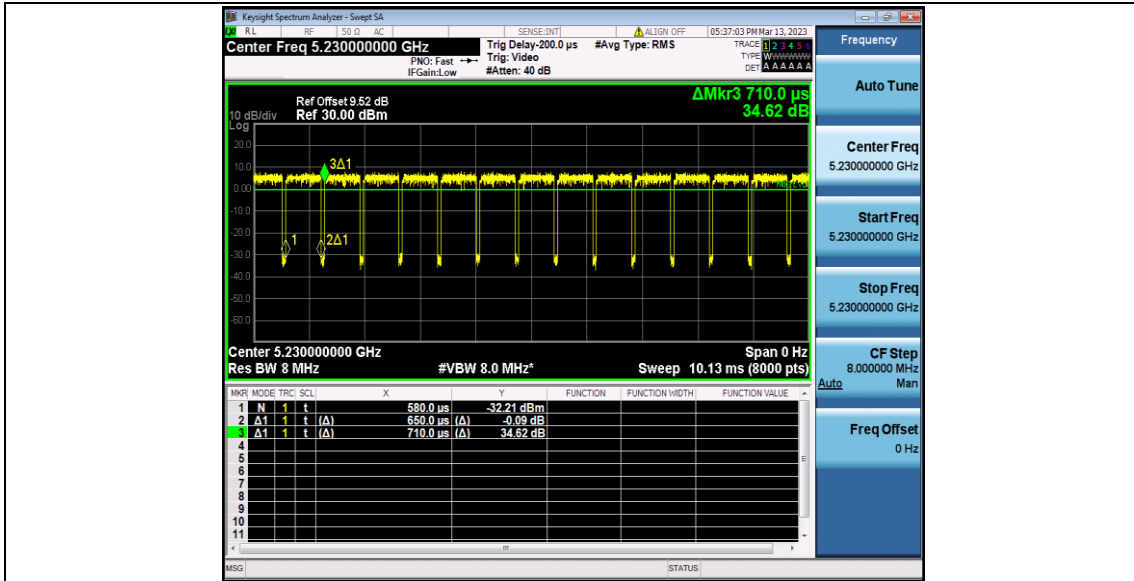 Keysight Spectrum Analyzer - Swept SA
RL RF 50 Ω AC SENSE:INT ALIGN OFF 05:37:03 PM Mar 13, 2023
Center Freq 5.230000000 GHz Trig Delay-200.0 µs #Avg Type: RMS TRACE 1 2 3 4 5 6
PNO: Fast Trig: Video TYPE WWWWWW
IFGain:Low #Atten: 40 dB DET A A A A A A
ΔMkr3 710.0 µs
Ref Offset 9.52 dB
10 dB/div Ref 30.00 dBm 34.62 dB
Log
20.0
10.0
0.00
-10.0
-20.0
-30.0
-40.0
-50.0
-60.0
3Δ1
1
2Δ1
Center 5.230000000 GHz Span 0 Hz
Res BW 8 MHz #VBW 8.0 MHz* Sweep 10.13 ms (8000 pts)
MKR MODE TRC SCL X Y FUNCTION FUNCTION WIDTH FUNCTION VALUE
1 N 1 t 580.0 µs -32.21 dBm
2 Δ1 1 t (Δ) 650.0 µs (Δ) -0.09 dB
3 Δ1 1 t (Δ) 710.0 µs (Δ) 34.62 dB
4
5
6
7
8
9
10
11
MSG STATUS
Frequency
Auto Tune
Center Freq
5.230000000 GHz
Start Freq
5.230000000 GHz
Stop Freq
5.230000000 GHz
CF Step
8.000000 MHz
Auto Man
Freq Offset
0 Hz